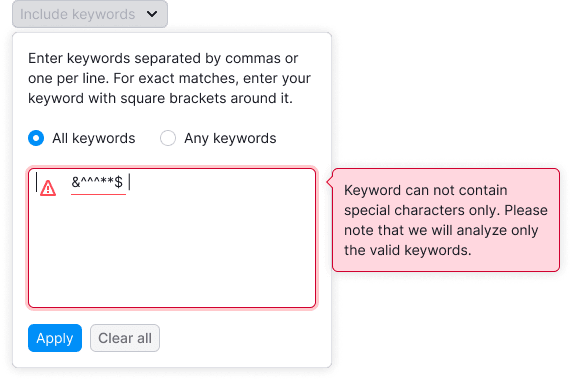 Include keywords
Enter keywords separated by commas or
one per line. For exact matches, enter your
keyword with square brackets around it.
All keywords
Any keywords
&^^^**$
Keyword can not contain
special characters only. Please
note that we will analyze only
the valid keywords.
Apply
Clear all